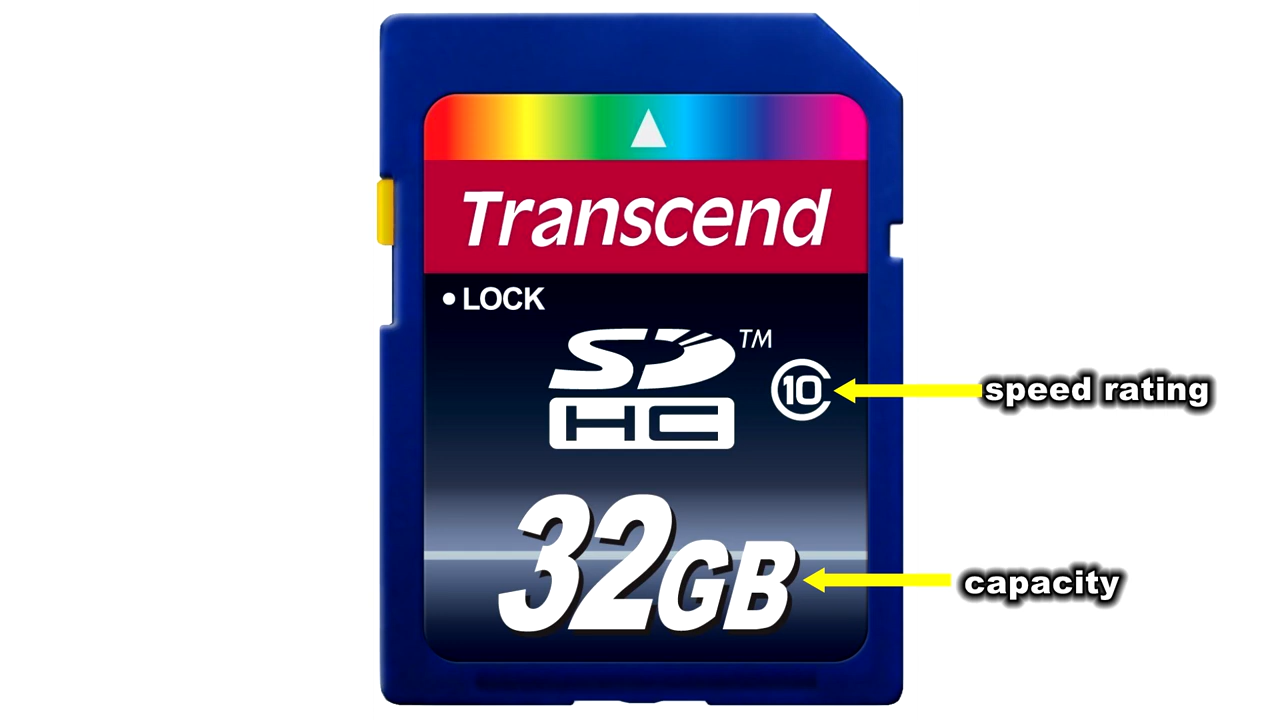 Transcend
• LOCK
SD TM
HC
10
speed rating
32GB
capacity